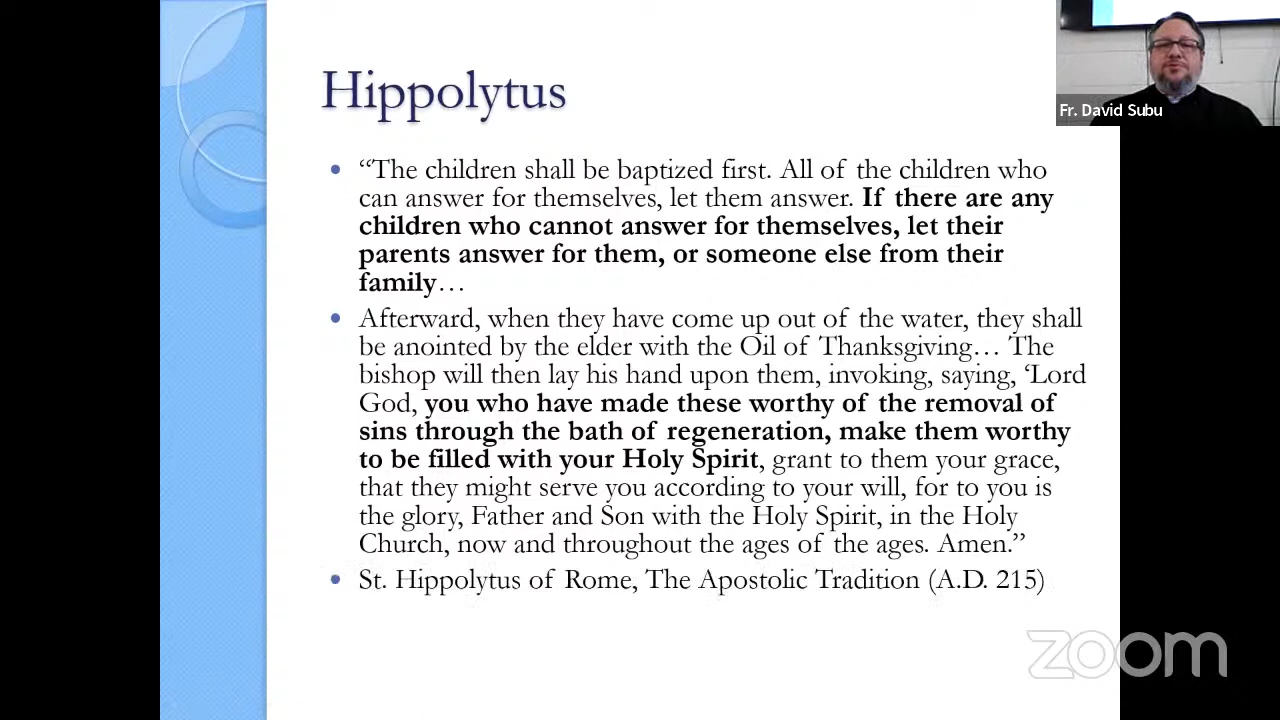 Hippolytus
Fr. David Subu
• “The children shall be baptized first. All of the children who
can answer for themselves, let them answer. If there are any
children who cannot answer for themselves, let their
parents answer for them, or someone else from their
family…
• Afterward, when they have come up out of the water, they shall
be anointed by the elder with the Oil of Thanksgiving… The
bishop will then lay his hand upon them, invoking, saying, ‘Lord
God, you who have made these worthy of the removal of
sins through the bath of regeneration, make them worthy
to be filled with your Holy Spirit, grant to them your grace,
that they might serve you according to your will, for to you is
the glory, Father and Son with the Holy Spirit, in the Holy
Church, now and throughout the ages of the ages. Amen.”
• St. Hippolytus of Rome, The Apostolic Tradition (A.D. 215)
zoom